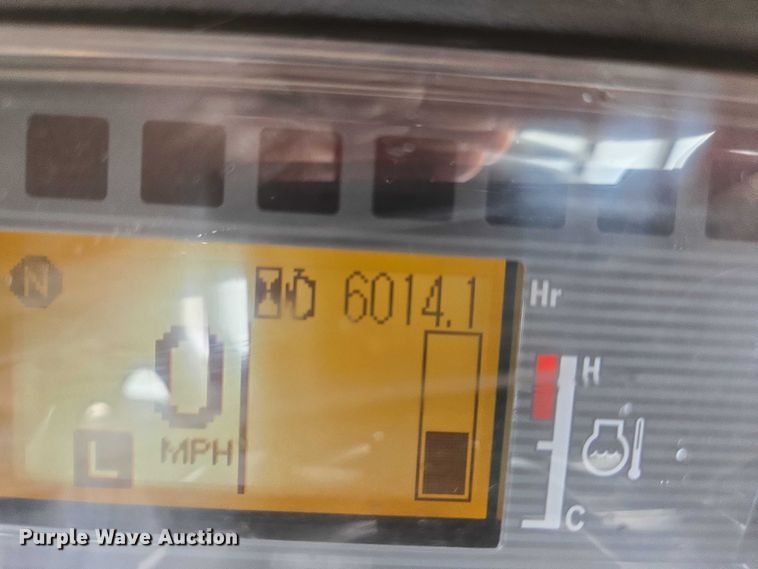 N
6014.1 Hr
0
MPH
L
H
C
Purple Wave Auction